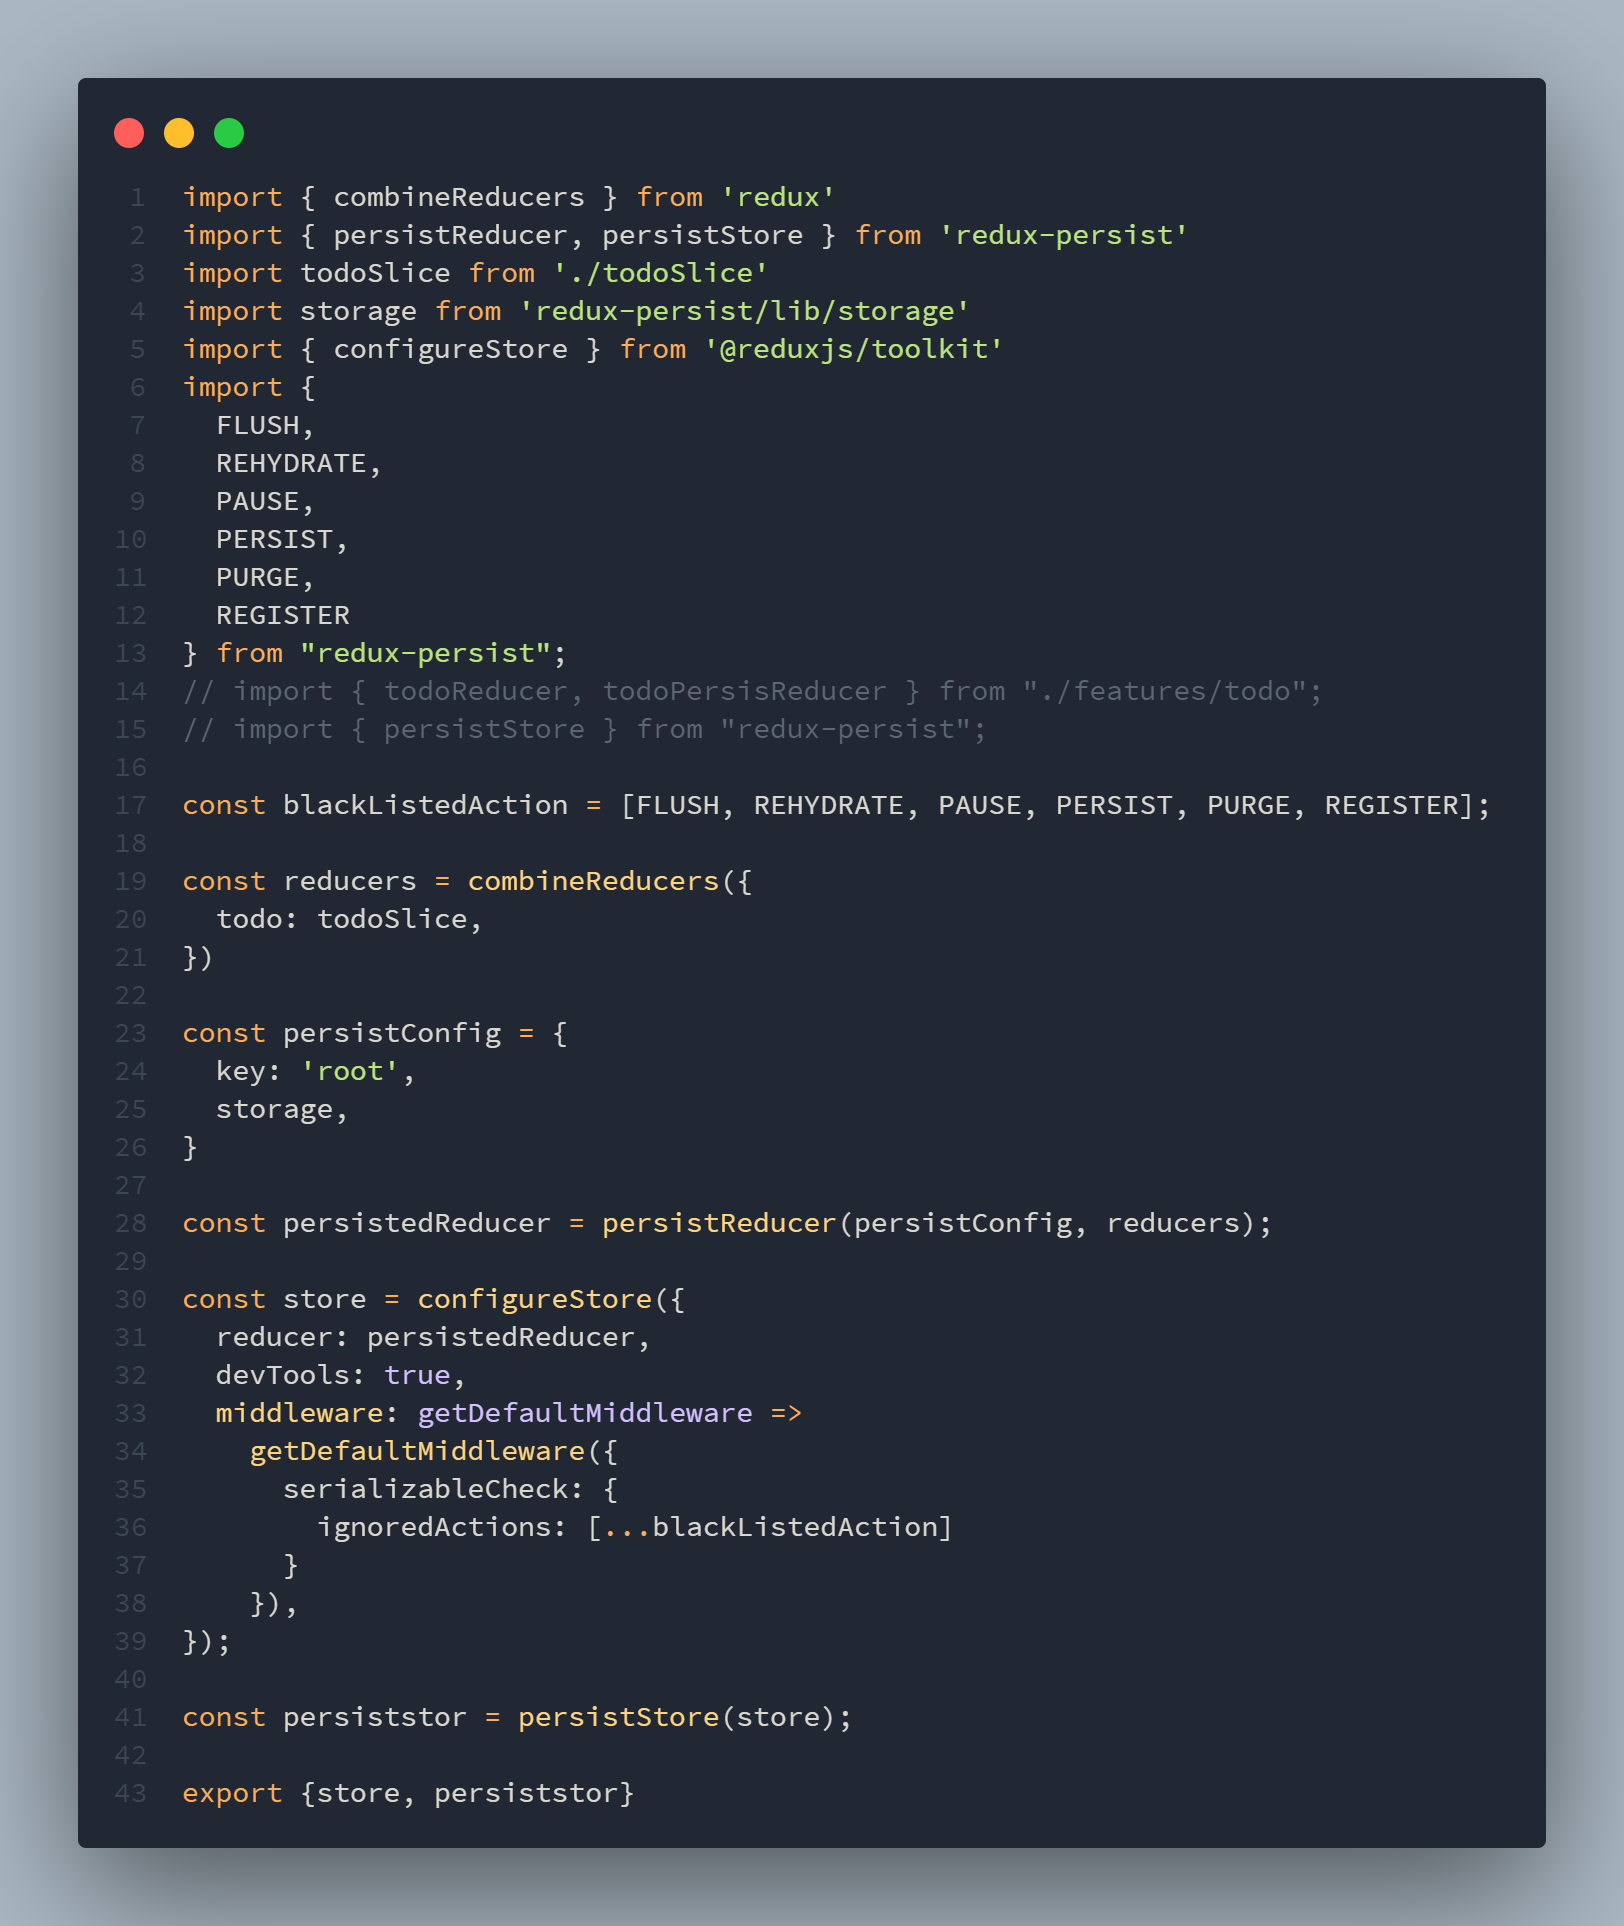 1 import { combineReducers } from 'redux'
2 import { persistReducer, persistStore } from 'redux-persist'
3 import todoSlice from './todoSlice'
4 import storage from 'redux-persist/lib/storage'
5 import { configureStore } from '@reduxjs/toolkit'
6 import {
7   FLUSH,
8   REHYDRATE,
9   PAUSE,
10   PERSIST,
11   PURGE,
12   REGISTER
13 } from "redux-persist";
14 // import { todoReducer, todoPersisReducer } from "./features/todo";
15 // import { persistStore } from "redux-persist";
16
17 const blackListedAction = [FLUSH, REHYDRATE, PAUSE, PERSIST, PURGE, REGISTER];
18
19 const reducers = combineReducers({
20   todo: todoSlice,
21 })
22
23 const persistConfig = {
24   key: 'root',
25   storage,
26 }
27
28 const persistedReducer = persistReducer(persistConfig, reducers);
29
30 const store = configureStore({
31   reducer: persistedReducer,
32   devTools: true,
33   middleware: getDefaultMiddleware =>
34     getDefaultMiddleware({
35       serializableCheck: {
36         ignoredActions: [...blackListedAction]
37       }
38     }),
39 });
40
41 const persiststor = persistStore(store);
42
43 export {store, persiststor}